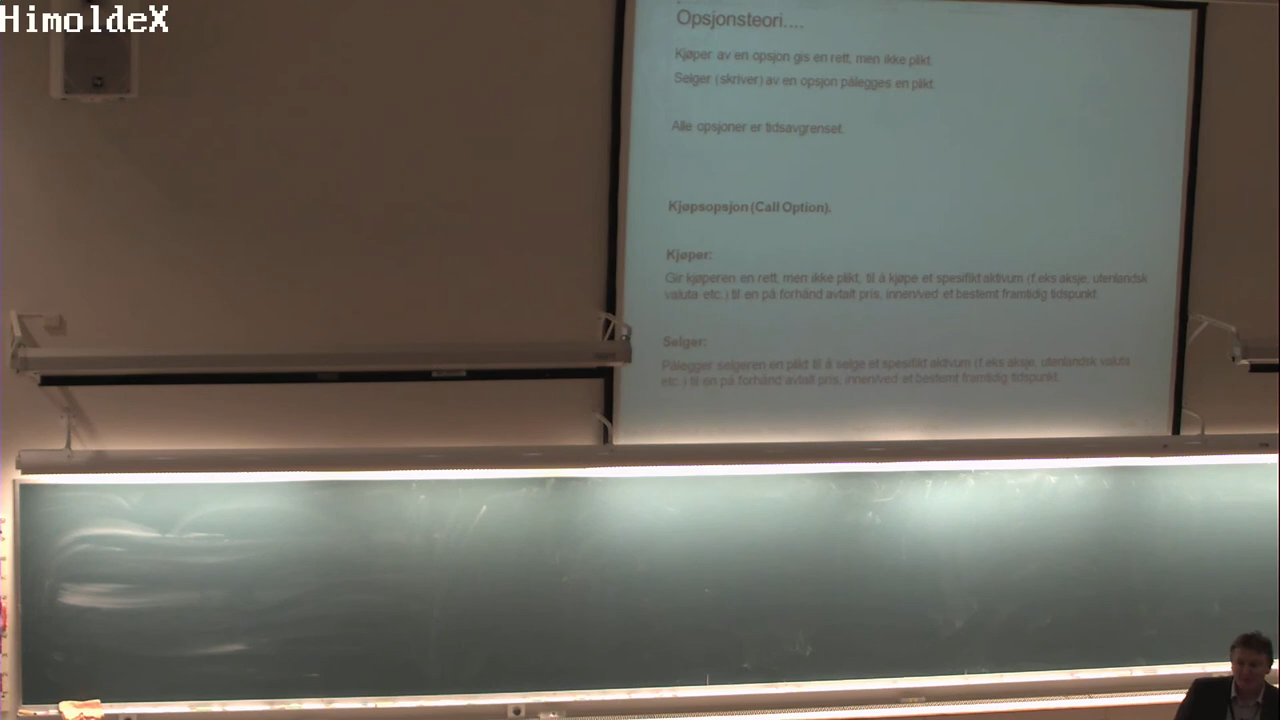 HimoldeX
Opsjonsteori....
Kjøper av en opsjon gis en rett, men ikke plikt.
Selger (skriver) av en opsjon pålegges en plikt.
Alle opsjoner er tidsavgrenset.
Kjøpsopsjon (Call Option).
Kjøper:
Gir kjøperen en rett, men ikke plikt, til å kjøpe et spesifikt aktivum (f.eks aksje, utenlandsk
valuta etc.) til en på forhånd avtalt pris, innen/ved et bestemt framtidig tidspunkt.
Selger:
Pålegger selgeren en plikt til å selge et spesifikt aktivum (f.eks aksje, utenlandsk valuta
etc.) til en på forhånd avtalt pris, innen/ved et bestemt framtidig tidspunkt.